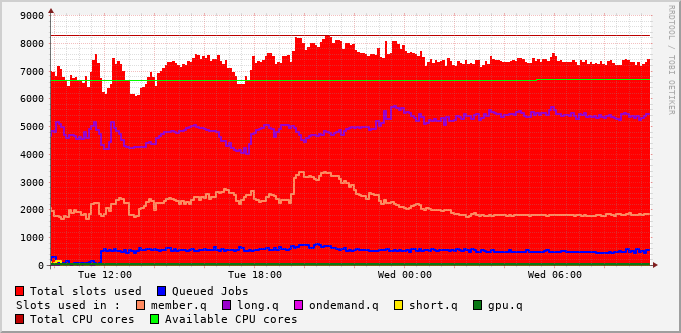 9000
8000
7000
6000
5000
4000
3000
2000
1000
0
Tue 12:00 Tue 18:00 Wed 00:00 Wed 06:00
Total slots used Queued Jobs
Slots used in : member.q long.q ondemand.q short.q gpu.q
Total CPU cores Available CPU cores
RRDTOOL / TOBI OETIKER